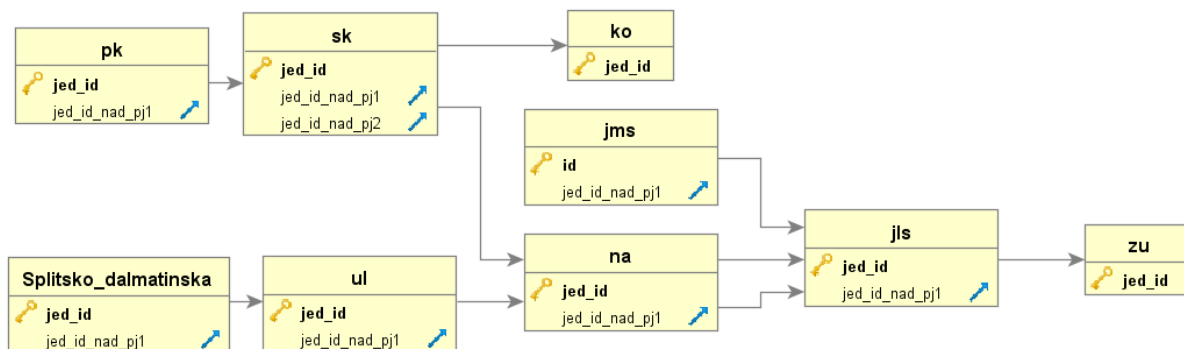 pk
jed_id
jed_id_nad_pj1
sk
jed_id
jed_id_nad_pj1
jed_id_nad_pj2
ko
jed_id
jms
id
jed_id_nad_pj1
Splitsko_dalmatinska
jed_id
jed_id_nad_pj1
ul
jed_id
jed_id_nad_pj1
na
jed_id
jed_id_nad_pj1
jls
jed_id
jed_id_nad_pj1
zu
jed_id